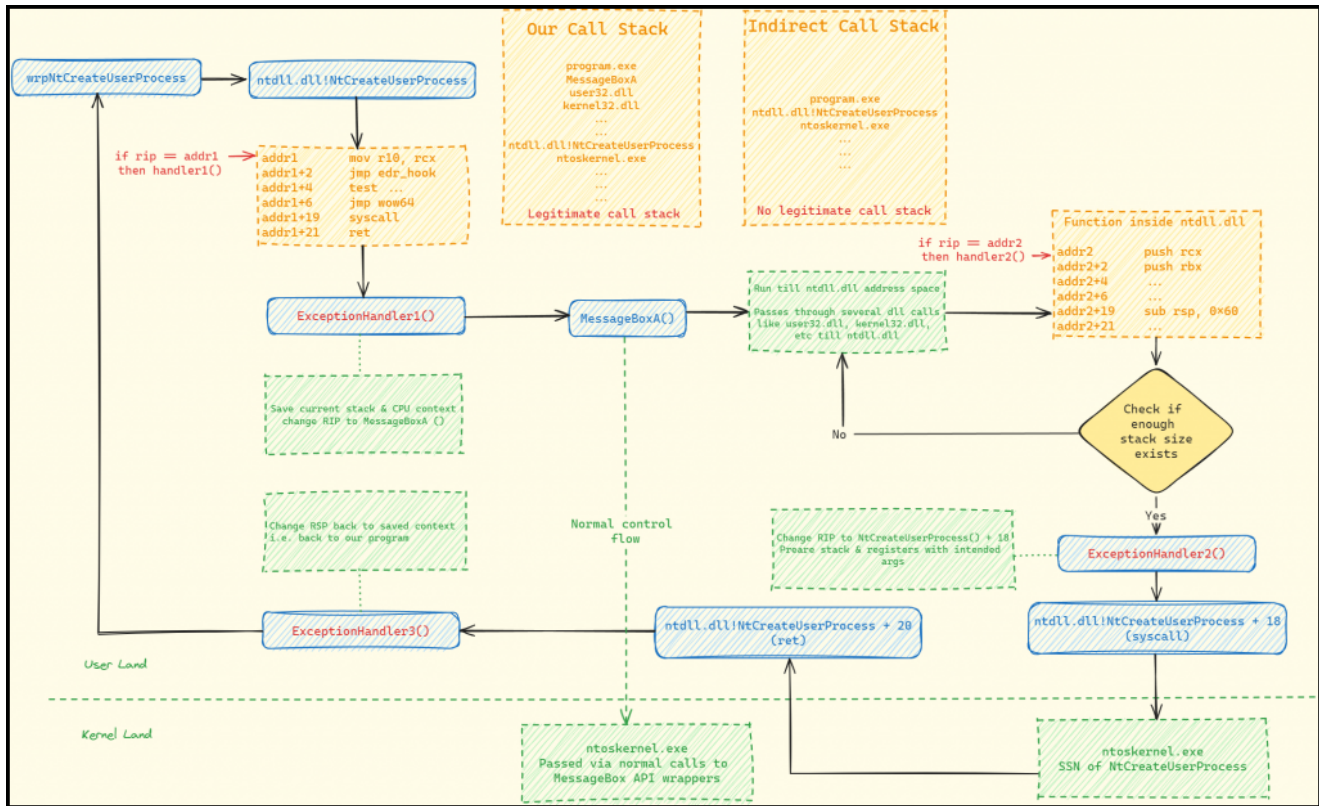 Our Call Stack
program.exe
MessageBoxA
user32.dll
kernel32.dll
...
...
ntdll.dll!NtCreateUserProcess
ntoskernel.exe
...
...
...
Legitimate call stack
Indirect Call Stack
program.exe
ntdll.dll!NtCreateUserProcess
ntoskernel.exe
...
...
...
No legitimate call stack
wrpNtCreateUserProcess
ntdll.dll!NtCreateUserProcess
if rip == addr1
then handler1()
addr1 mov r10, rcx
addr1+2 jmp edr_hook
addr1+4 test ...
addr1+6 jmp wow64
addr1+19 syscall
addr1+21 ret
if rip == addr2
then handler2()
Function inside ntdll.dll
addr2 push rcx
addr2+2 push rbx
addr2+4 ...
addr2+6 ...
addr2+19 sub rsp, 0×60
addr2+21 ...
ExceptionHandler1()
MessageBoxA()
Run till ntdll.dll address space
Passes through several dll calls
like user32.dll, kernel32.dll,
etc till ntdll.dll
Save current stack & CPU context
change RIP to MessageBoxA ()
No
Check if
enough
stack size
exists
Yes
Change RSP back to saved context
i.e. back to our program
Normal control
flow
Change RIP to NtCreateUserProcess() + 18
Preare stack & registers with intended
args
ExceptionHandler2()
ExceptionHandler3()
ntdll.dll!NtCreateUserProcess + 20
(ret)
ntdll.dll!NtCreateUserProcess + 18
(syscall)
User Land
Kernel Land
ntoskernel.exe
Passed via normal calls to
MessageBox API wrappers
ntoskernel.exe
SSN of NtCreateUserProcess